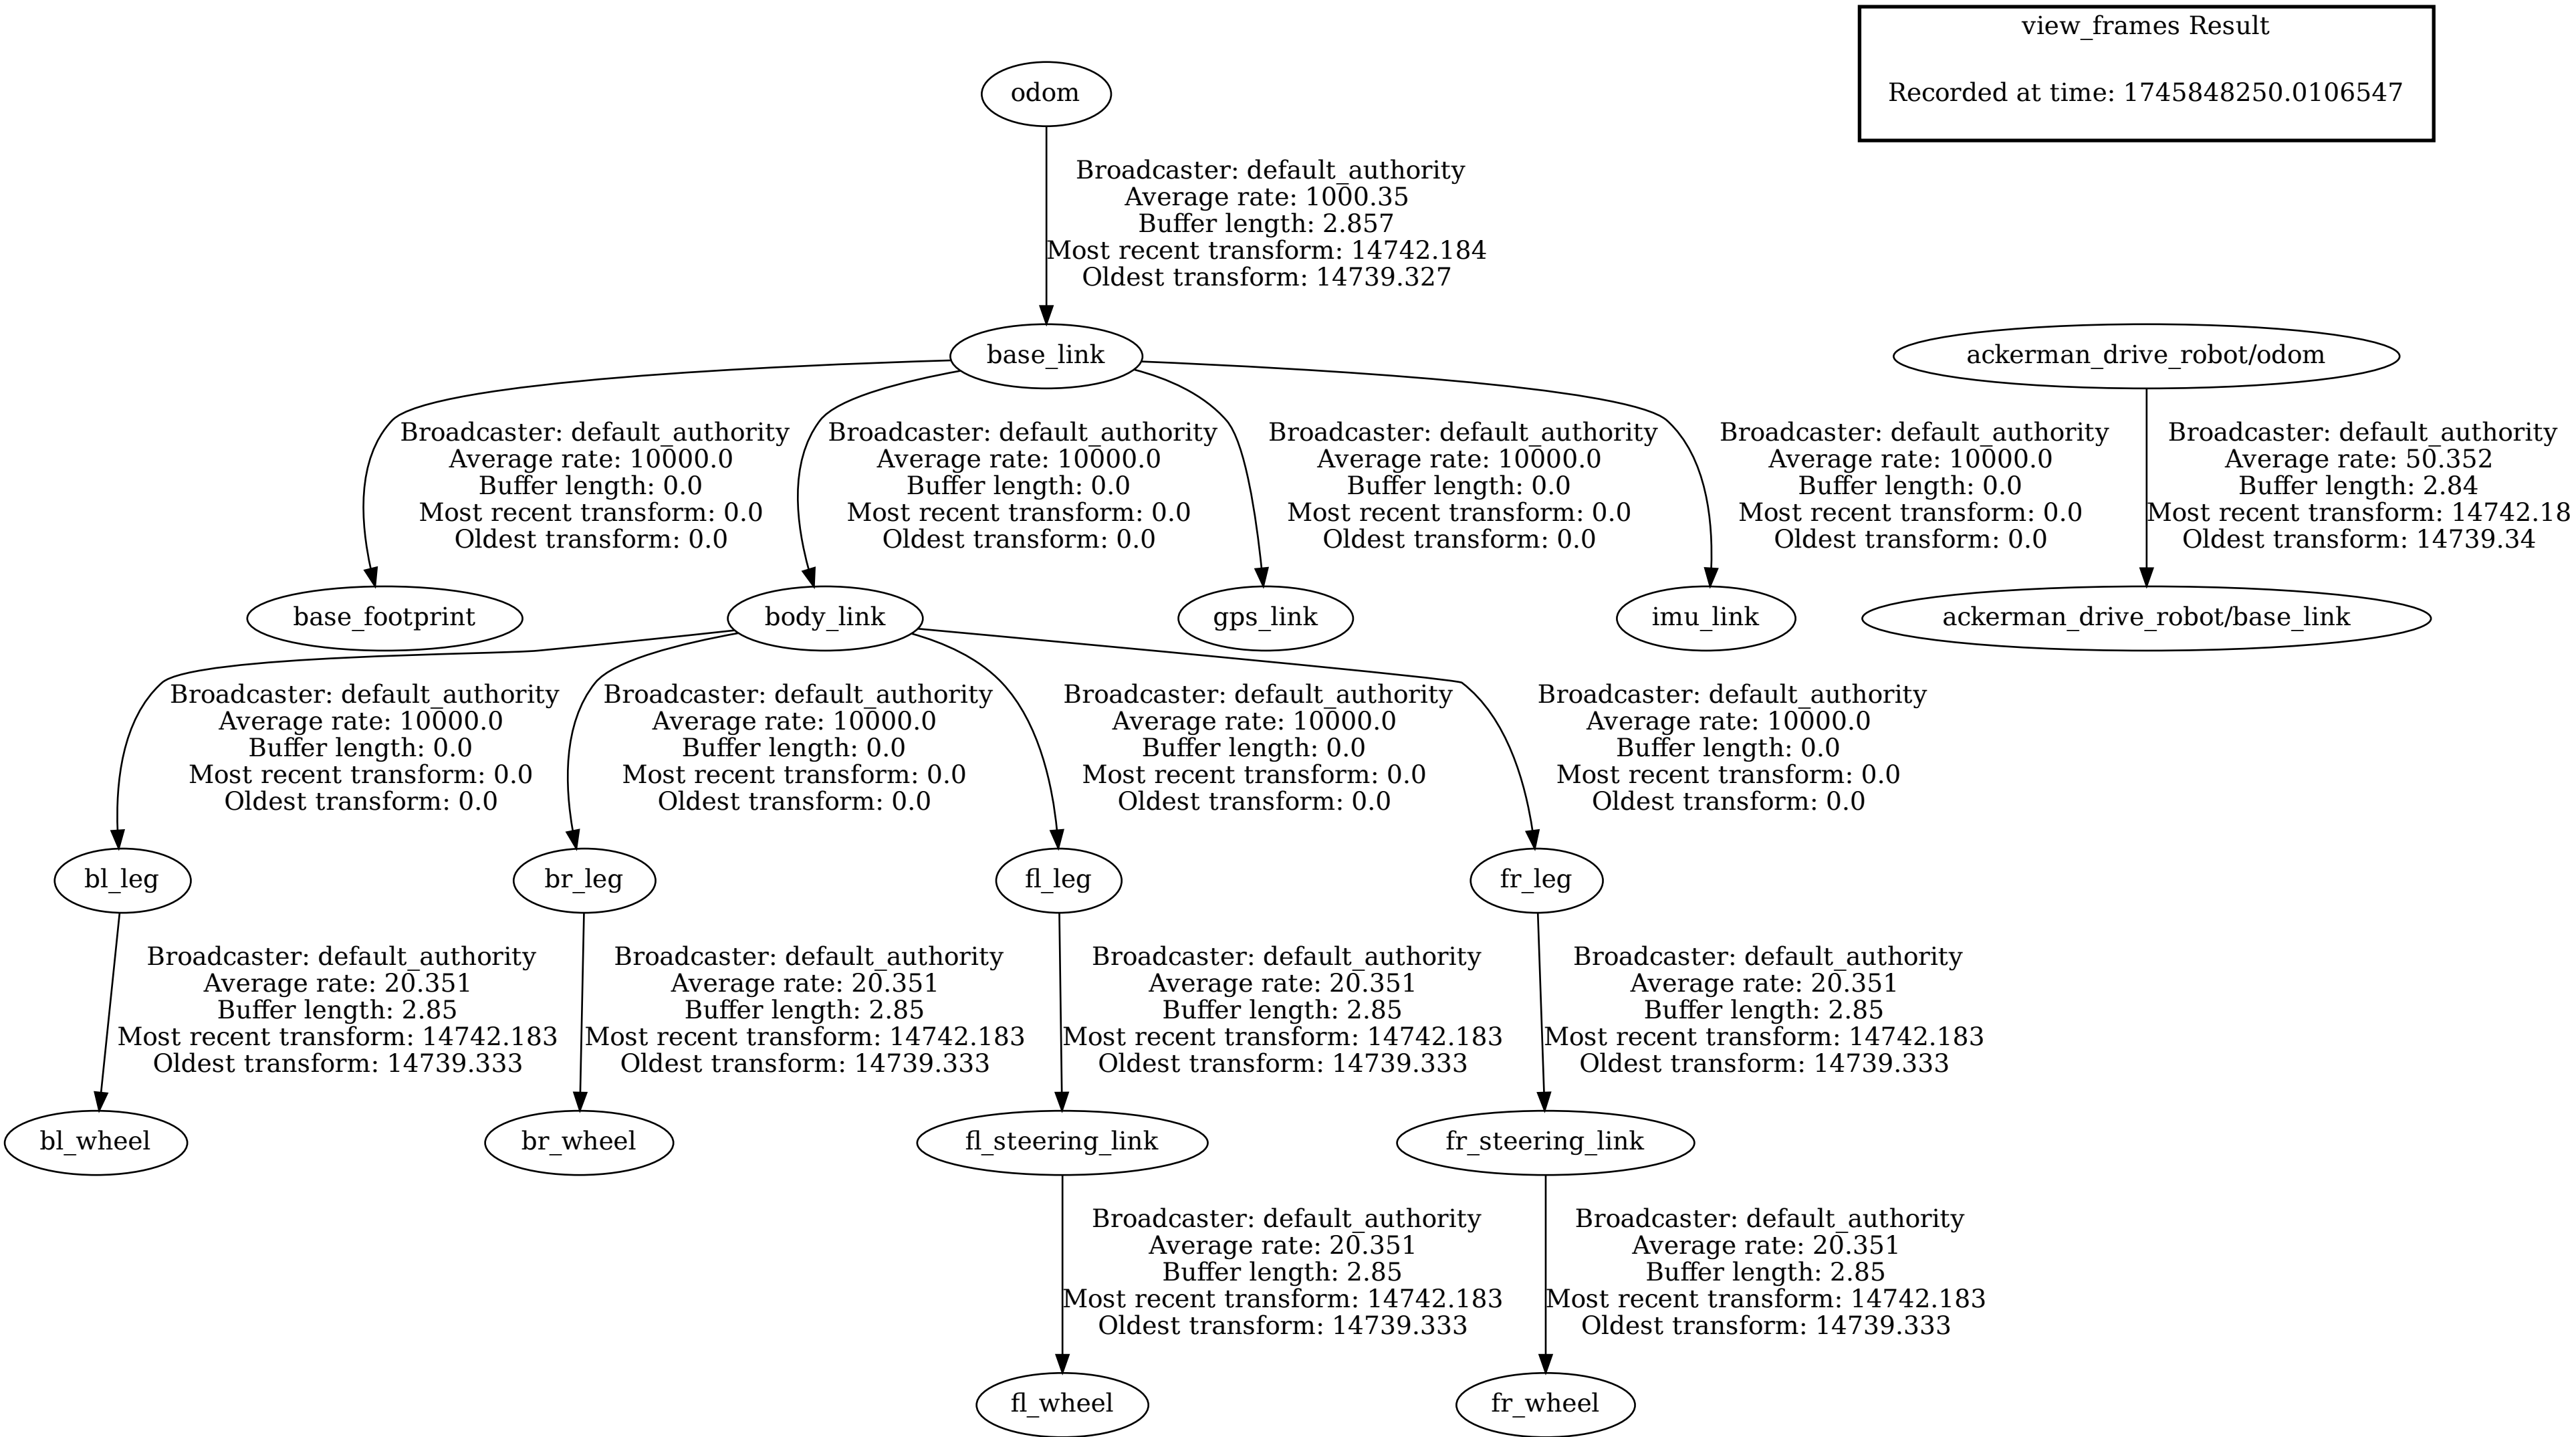 view_frames Result
Recorded at time: 1745848250.0106547
odom
Broadcaster: default_authority
Average rate: 1000.35
Buffer length: 2.857
Most recent transform: 14742.184
Oldest transform: 14739.327
base_link
ackerman_drive_robot/odom
Broadcaster: default_authority
Average rate: 10000.0
Buffer length: 0.0
Most recent transform: 0.0
Oldest transform: 0.0
Broadcaster: default_authority
Average rate: 10000.0
Buffer length: 0.0
Most recent transform: 0.0
Oldest transform: 0.0
Broadcaster: default_authority
Average rate: 10000.0
Buffer length: 0.0
Most recent transform: 0.0
Oldest transform: 0.0
Broadcaster: default_authority
Average rate: 10000.0
Buffer length: 0.0
Most recent transform: 0.0
Oldest transform: 0.0
Broadcaster: default_authority
Average rate: 50.352
Buffer length: 2.84
Most recent transform: 14742.18
Oldest transform: 14739.34
base_footprint
body_link
gps_link
imu_link
ackerman_drive_robot/base_link
Broadcaster: default_authority
Average rate: 10000.0
Buffer length: 0.0
Most recent transform: 0.0
Oldest transform: 0.0
Broadcaster: default_authority
Average rate: 10000.0
Buffer length: 0.0
Most recent transform: 0.0
Oldest transform: 0.0
Broadcaster: default_authority
Average rate: 10000.0
Buffer length: 0.0
Most recent transform: 0.0
Oldest transform: 0.0
Broadcaster: default_authority
Average rate: 10000.0
Buffer length: 0.0
Most recent transform: 0.0
Oldest transform: 0.0
bl_leg
br_leg
fl_leg
fr_leg
Broadcaster: default_authority
Average rate: 20.351
Buffer length: 2.85
Most recent transform: 14742.183
Oldest transform: 14739.333
Broadcaster: default_authority
Average rate: 20.351
Buffer length: 2.85
Most recent transform: 14742.183
Oldest transform: 14739.333
Broadcaster: default_authority
Average rate: 20.351
Buffer length: 2.85
Most recent transform: 14742.183
Oldest transform: 14739.333
Broadcaster: default_authority
Average rate: 20.351
Buffer length: 2.85
Most recent transform: 14742.183
Oldest transform: 14739.333
bl_wheel
br_wheel
fl_steering_link
fr_steering_link
Broadcaster: default_authority
Average rate: 20.351
Buffer length: 2.85
Most recent transform: 14742.183
Oldest transform: 14739.333
Broadcaster: default_authority
Average rate: 20.351
Buffer length: 2.85
Most recent transform: 14742.183
Oldest transform: 14739.333
fl_wheel
fr_wheel